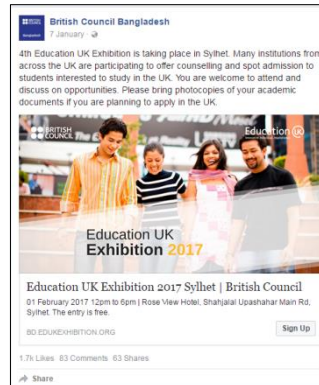 British Council Bangladesh
7 January ·
4th Education UK Exhibition is taking place in Sylhet. Many institutions from
across the UK are participating to offer counselling and spot admission to
students interested to study in the UK. You are welcome to attend and
discuss on opportunities. Please bring photocopies of your academic
documents if you are planning to apply in the UK.
BRITISH
COUNCIL
Education UK
Education UK
Exhibition 2017
Education UK Exhibition 2017 Sylhet | British Council
01 February 2017 12pm to 6pm | Rose View Hotel, Shahjalal Upashahar Main Rd,
Sylhet. The entry is free.
BD.EDUKEXHIBITION.ORG
Sign Up
1.7k Likes 83 Comments 63 Shares
Share